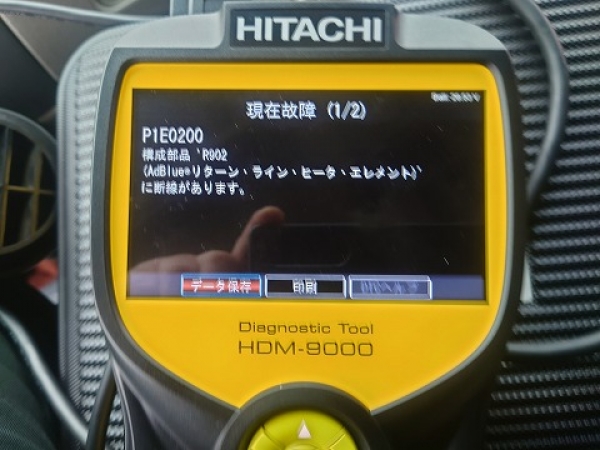 HITACHI
現在故障 (1/2)
P1E0200
構成部品 `R902
(AdBlue®リターン・ライン・ヒータ・エレメント)`
に断線があります。
データ保存
印刷
Diagnostic Tool
HDM-9000